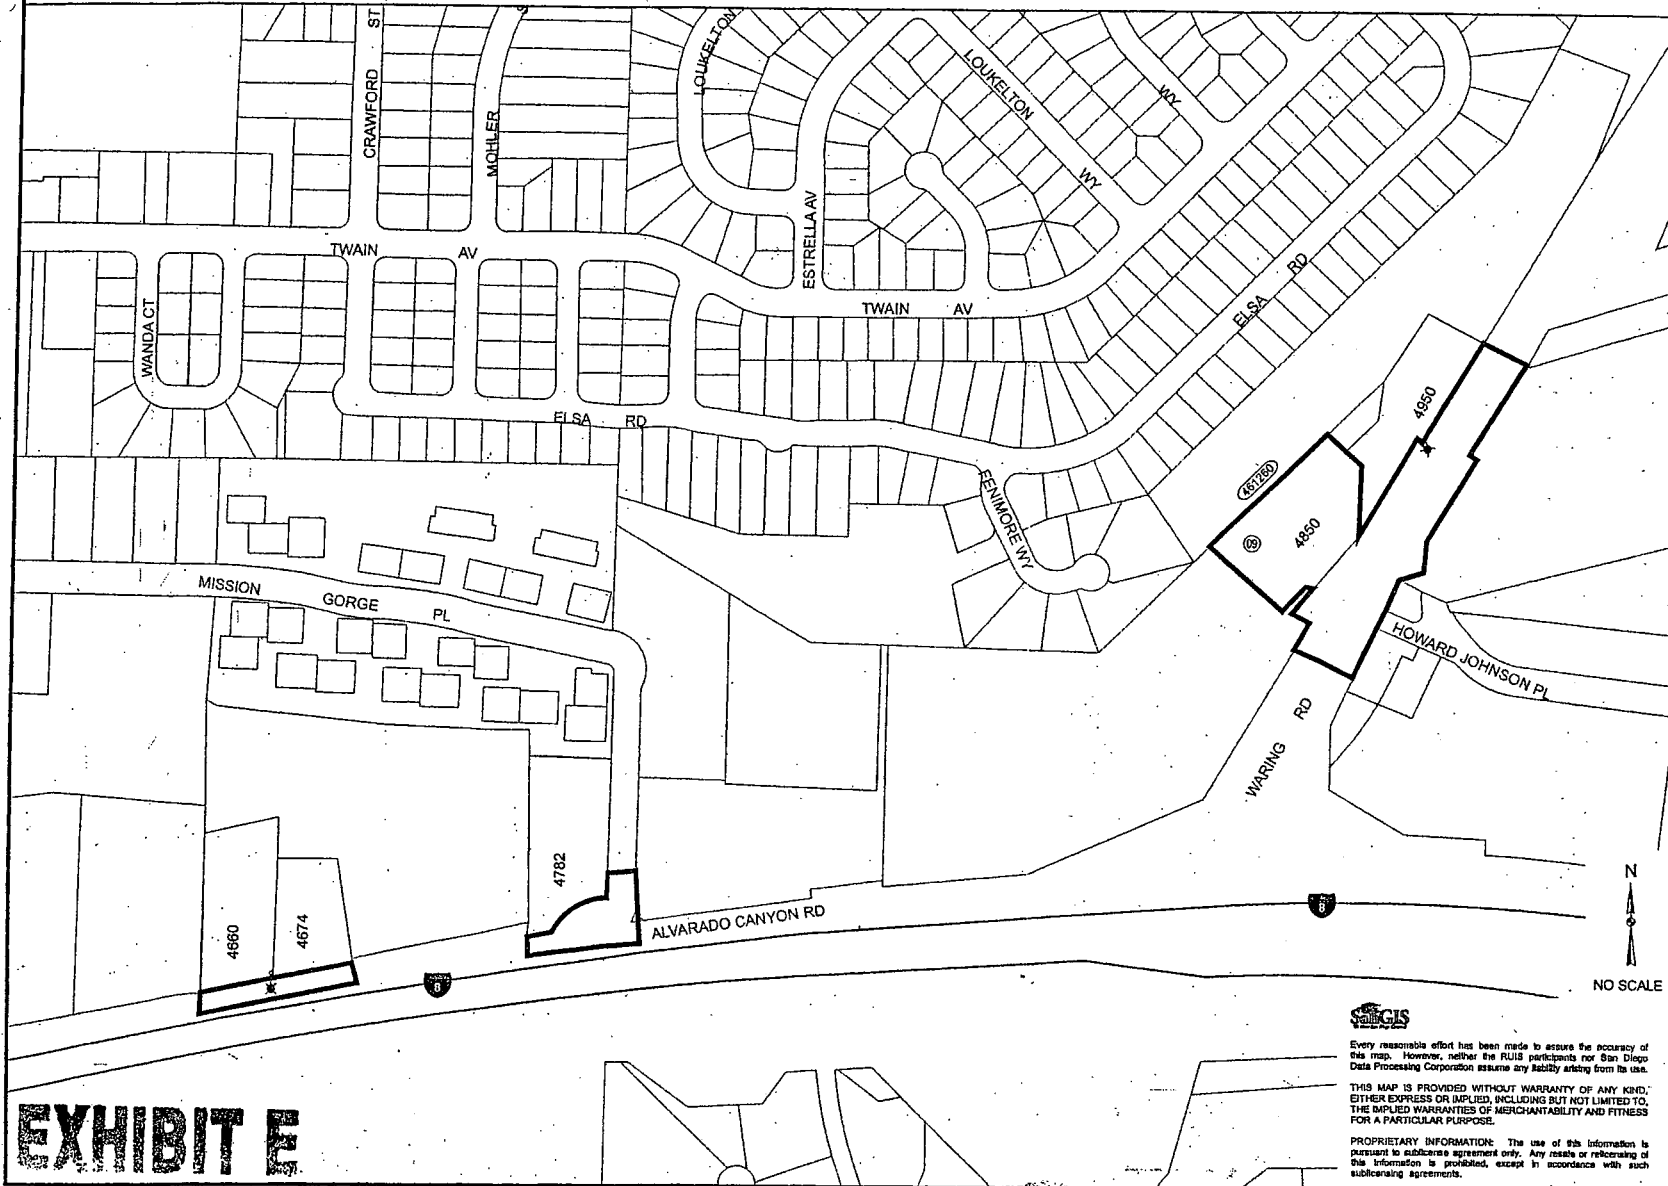 CRAWFORD ST
MOHLER
LOUKELTON
LOUKELTON WY
WY
ESTRELLA AV
TWAIN AV
TWAIN AV
WANDA CT
ELSA RD
ELSA RD
FENIMORE WY
MISSION GORGE PL
461260
09
4850
4950
HOWARD JOHNSON PL
WARING RD
4660
4674
4782
ALVARADO CANYON RD
8
8
N
NO SCALE
SanGIS
Every reasonable effort has been made to assure the accuracy of
this map. However, neither the RUIS participants nor San Diego
Data Processing Corporation assume any liability arising from its use.
THIS MAP IS PROVIDED WITHOUT WARRANTY OF ANY KIND,
EITHER EXPRESS OR IMPLIED, INCLUDING BUT NOT LIMITED TO,
THE IMPLIED WARRANTIES OF MERCHANTABILITY AND FITNESS
FOR A PARTICULAR PURPOSE.
PROPRIETARY INFORMATION: The use of this information is
pursuant to sublicense agreement only. Any resale or relicensing of
this information is prohibited, except in accordance with such
sublicensing agreements.
EXHIBIT E